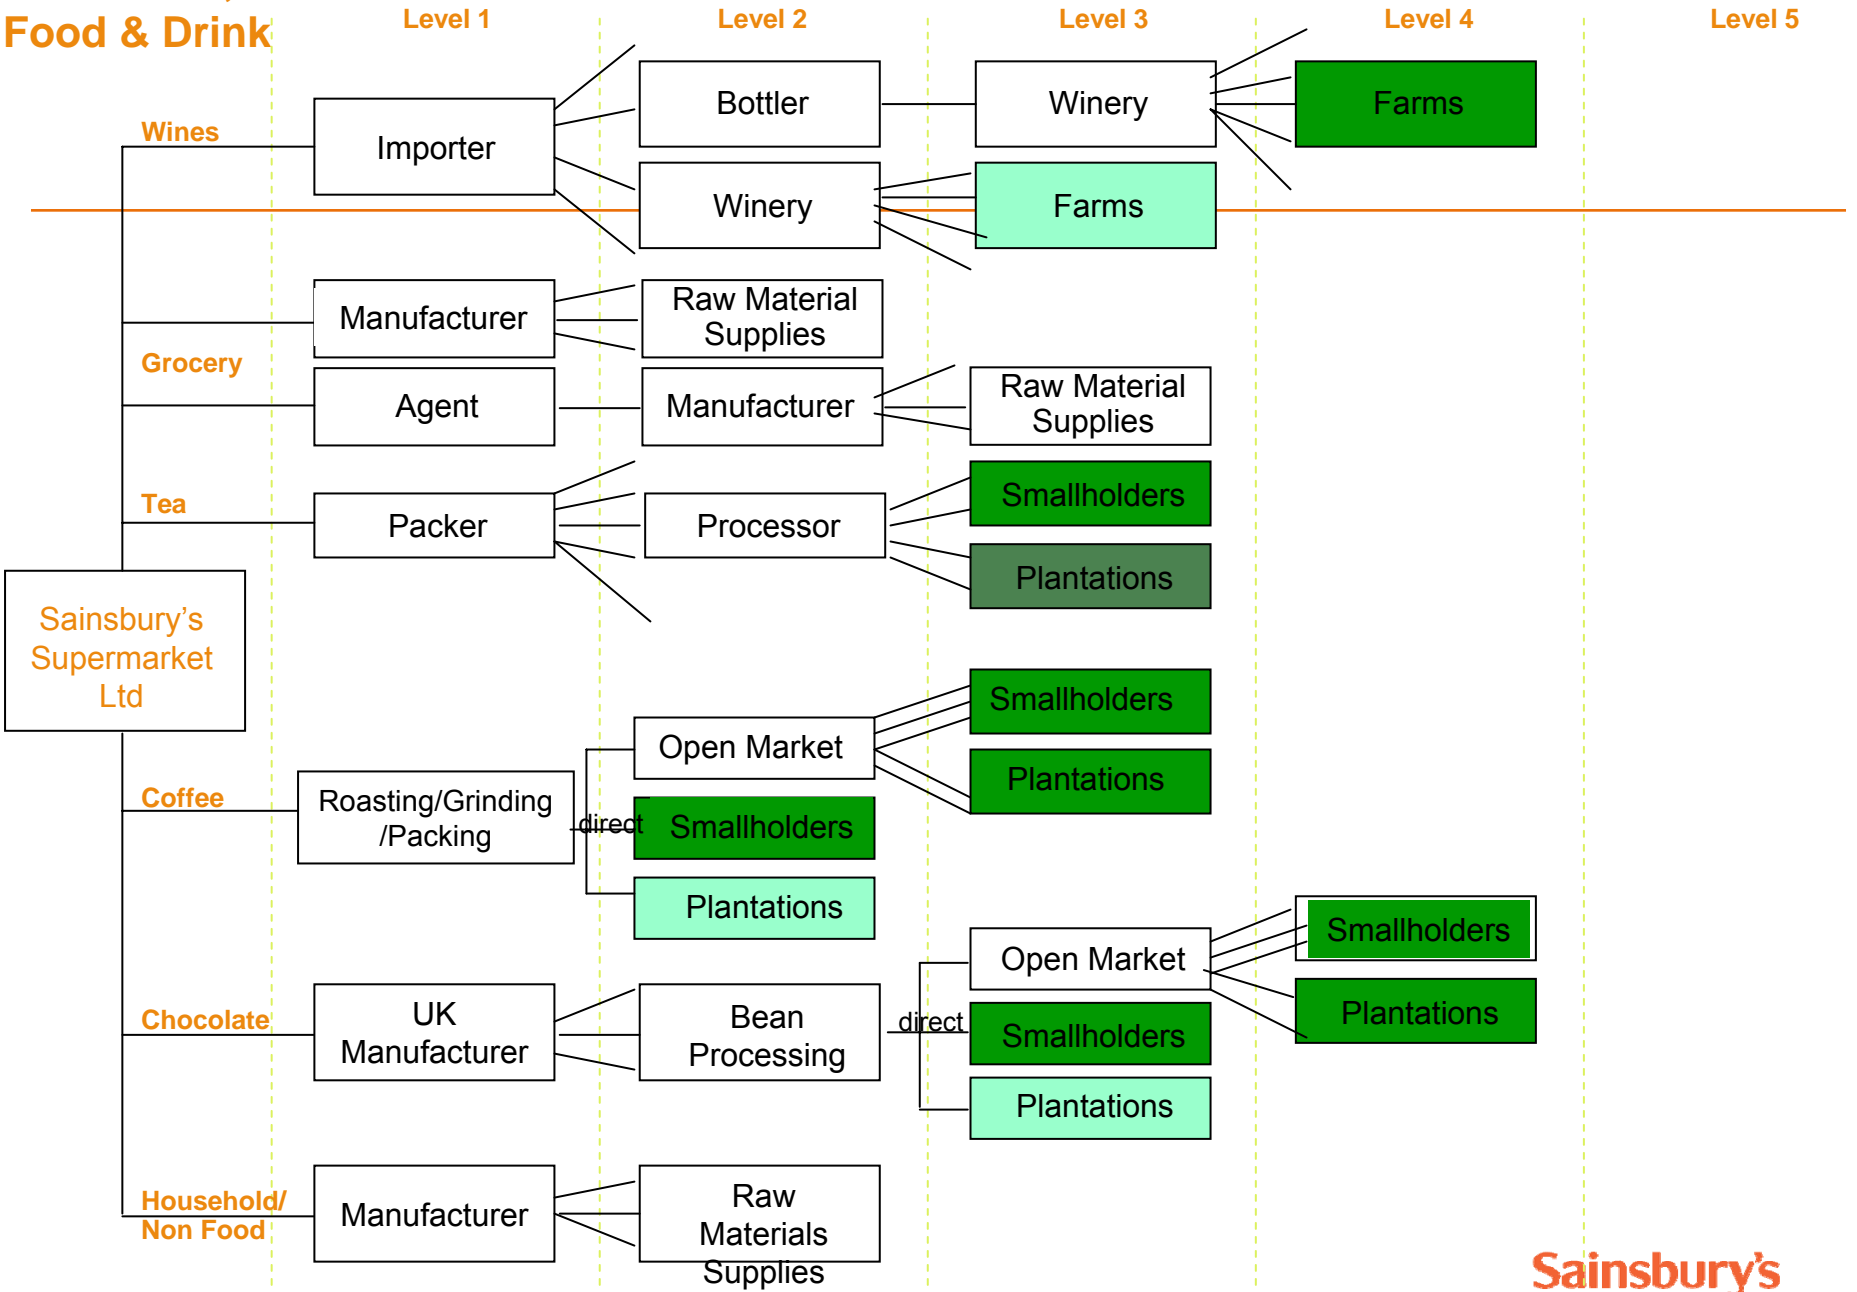 Food & Drink
Level 1
Level 2
Level 3
Level 4
Level 5
Wines
Importer
Bottler
Winery
Farms
Winery
Farms
Grocery
Manufacturer
Raw Material
Supplies
Agent
Manufacturer
Raw Material
Supplies
Tea
Packer
Processor
Smallholders
Plantations
Sainsbury’s
Supermarket
Ltd
Coffee
Roasting/Grinding
/Packing
direct
Open Market
Smallholders
Plantations
Smallholders
Plantations
Chocolate
UK
Manufacturer
Bean
Processing
direct
Open Market
Smallholders
Plantations
Smallholders
Plantations
Household/
Non Food
Manufacturer
Raw
Materials
Supplies
Sainsbury's